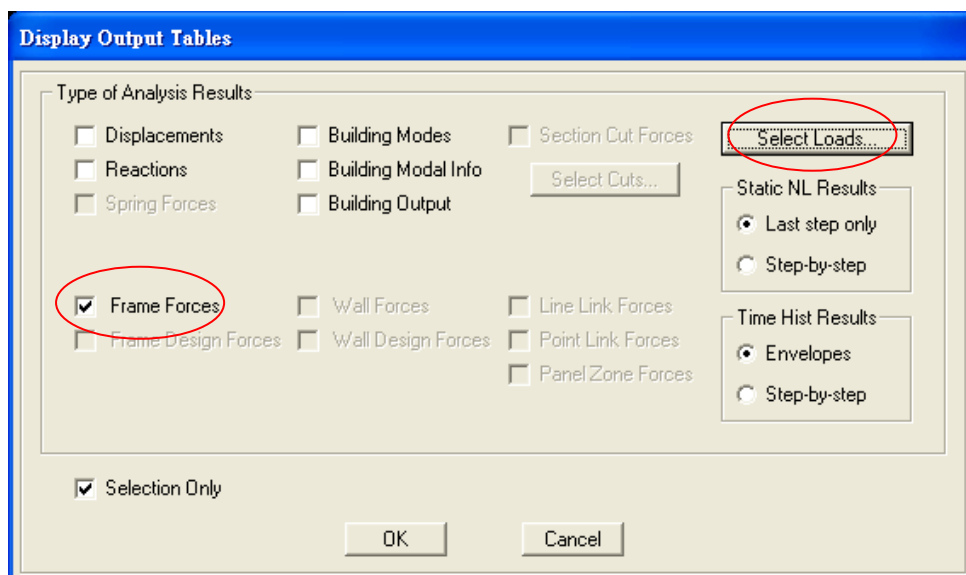 Display Output Tables
Type of Analysis Results
Displacements
Building Modes
Section Cut Forces
Select Loads...
Reactions
Building Modal Info
Select Cuts...
Spring Forces
Building Output
Static NL Results
Last step only
Step-by-step
Frame Forces
Wall Forces
Line Link Forces
Frame Design Forces
Wall Design Forces
Point Link Forces
Panel Zone Forces
Time Hist Results
Envelopes
Step-by-step
Selection Only
OK
Cancel